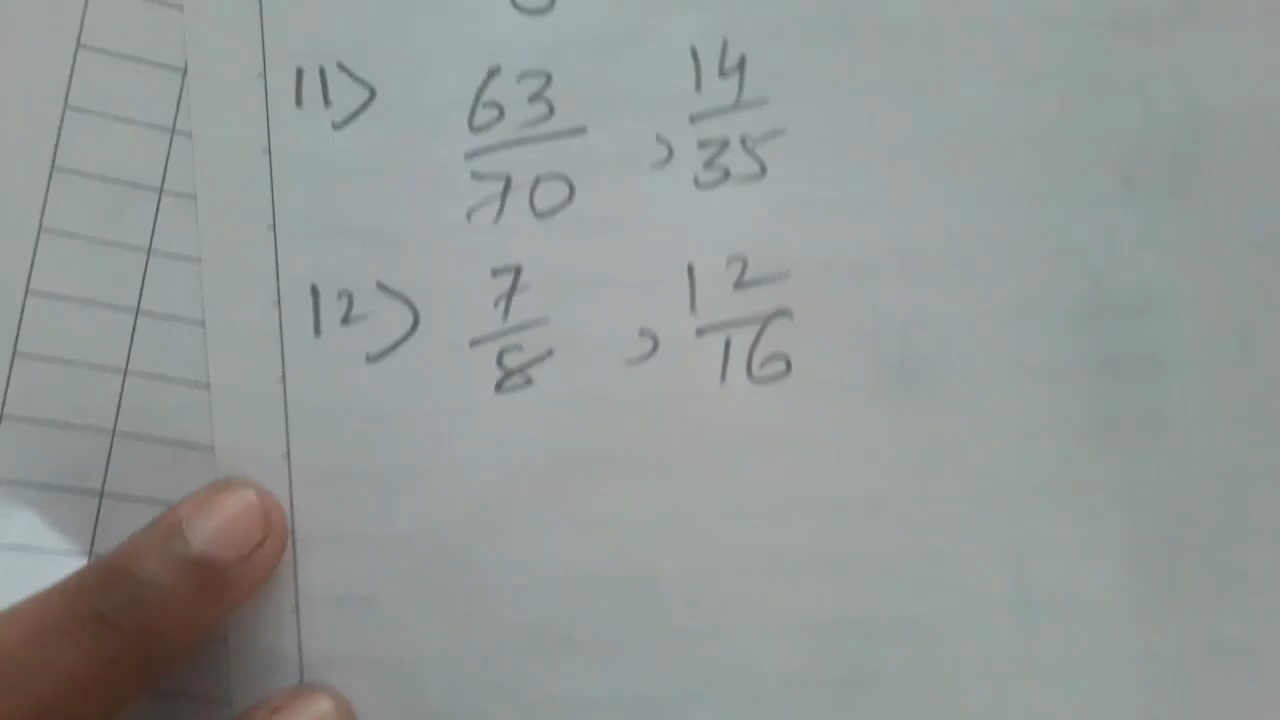 11) 63/70 , 14/35
12) 7/8 , 12/16